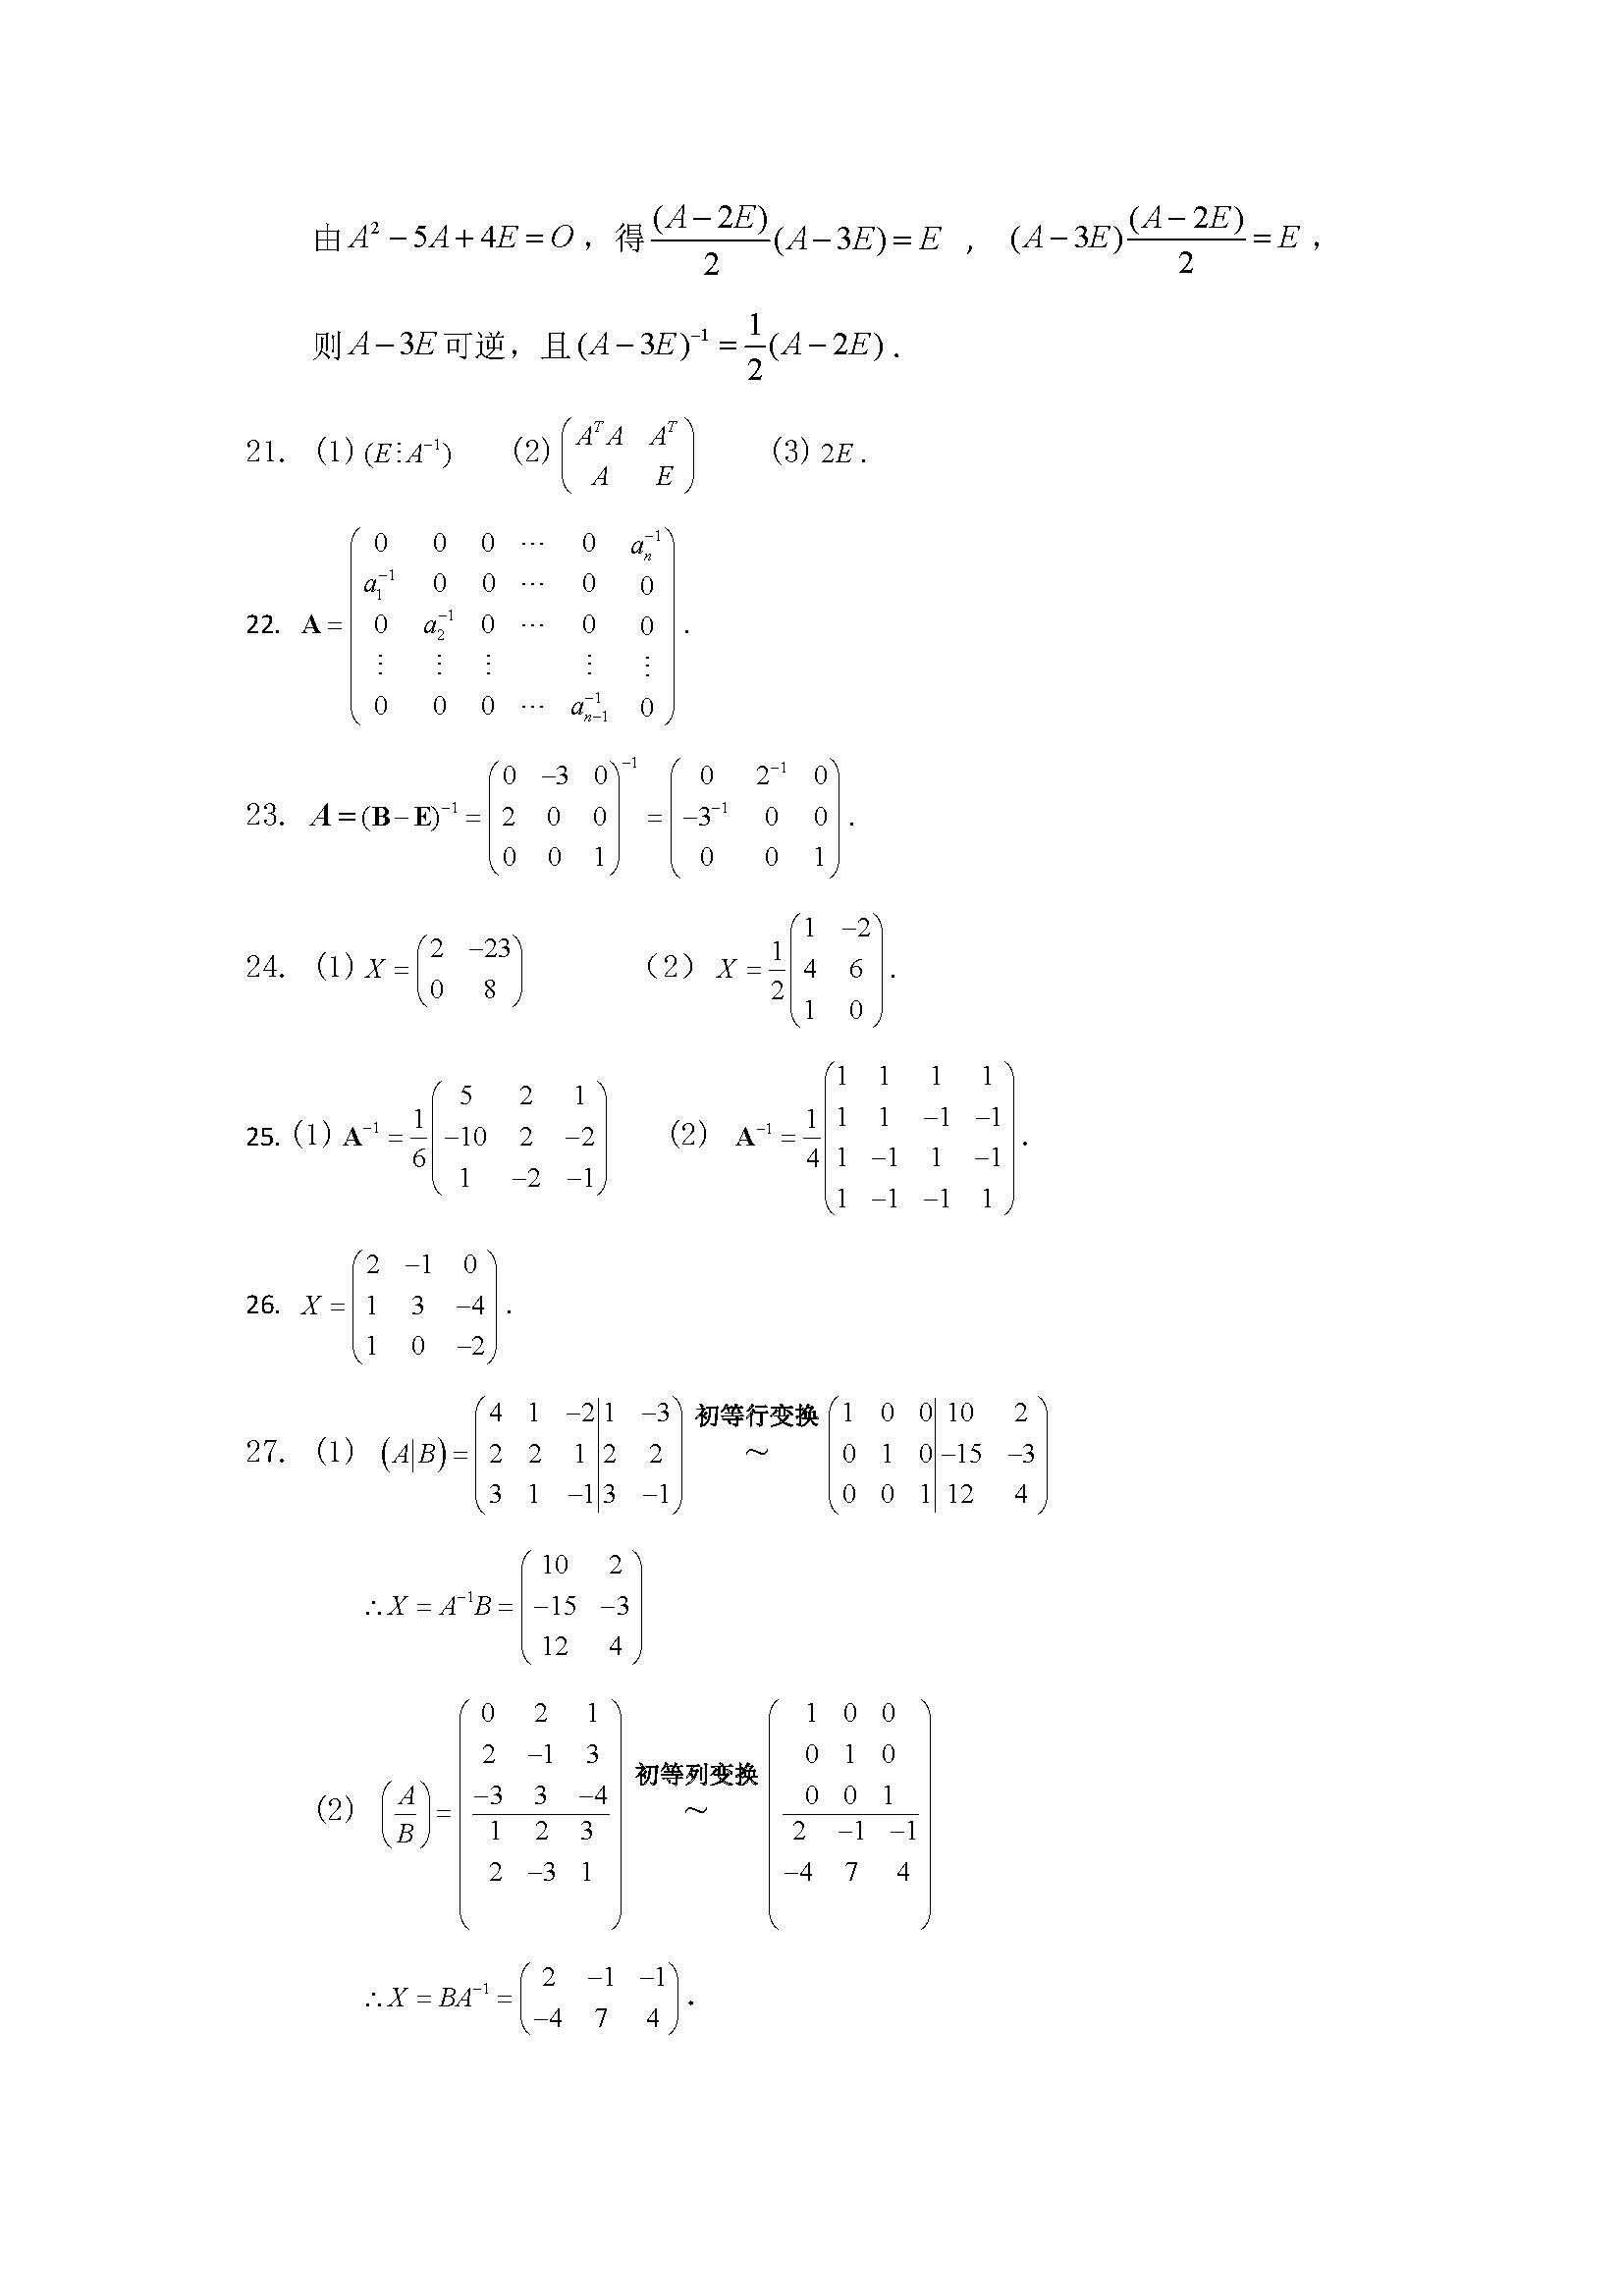 由 $A^2-5A+4E=O$，得 $\frac{(A-2E)}{2}(A-3E)=E$ ， $(A-3E)\frac{(A-2E)}{2}=E$，
则 $A-3E$ 可逆，且 $(A-3E)^{-1}=\frac{1}{2}(A-2E)$．
21. (1) $(E\vdots A^{-1})$ (2) $\begin{pmatrix}A^TA & A^T\\ A & E\end{pmatrix}$ (3) $2E$．
22. $\mathbf{A}=\begin{pmatrix}0&0&0&\cdots&0&a_n^{-1}\\ a_1^{-1}&0&0&\cdots&0&0\\ 0&a_2^{-1}&0&\cdots&0&0\\ \vdots&\vdots&\vdots&&\vdots&\vdots\\ 0&0&0&\cdots&a_{n-1}^{-1}&0\end{pmatrix}$．
23. $A=(\mathbf{B}-\mathbf{E})^{-1}=\begin{pmatrix}0&-3&0\\2&0&0\\0&0&1\end{pmatrix}^{-1}=\begin{pmatrix}0&2^{-1}&0\\-3^{-1}&0&0\\0&0&1\end{pmatrix}$．
24. (1) $X=\begin{pmatrix}2&-23\\0&8\end{pmatrix}$ （2） $X=\frac{1}{2}\begin{pmatrix}1&-2\\4&6\\1&0\end{pmatrix}$．
25. (1) $\mathbf{A}^{-1}=\frac{1}{6}\begin{pmatrix}5&2&1\\-10&2&-2\\1&-2&-1\end{pmatrix}$ (2) $\mathbf{A}^{-1}=\frac{1}{4}\begin{pmatrix}1&1&1&1\\1&1&-1&-1\\1&-1&1&-1\\1&-1&-1&1\end{pmatrix}$．
26. $X=\begin{pmatrix}2&-1&0\\1&3&-4\\1&0&-2\end{pmatrix}$．
27. (1) $(A|B)=\left(\begin{array}{ccc|cc}4&1&-2&1&-3\\2&2&1&2&2\\3&1&-1&3&-1\end{array}\right)\overset{初等行变换}{\sim}\left(\begin{array}{ccc|cc}1&0&0&10&2\\0&1&0&-15&-3\\0&0&1&12&4\end{array}\right)$
$\therefore X=A^{-1}B=\begin{pmatrix}10&2\\-15&-3\\12&4\end{pmatrix}$
(2) $\left(\frac{A}{B}\right)=\left(\begin{array}{ccc}0&2&1\\2&-1&3\\-3&3&-4\\\hline 1&2&3\\2&-3&1\end{array}\right)\overset{初等列变换}{\sim}\left(\begin{array}{ccc}1&0&0\\0&1&0\\0&0&1\\\hline 2&-1&-1\\-4&7&4\end{array}\right)$
$\therefore X=BA^{-1}=\begin{pmatrix}2&-1&-1\\-4&7&4\end{pmatrix}$．